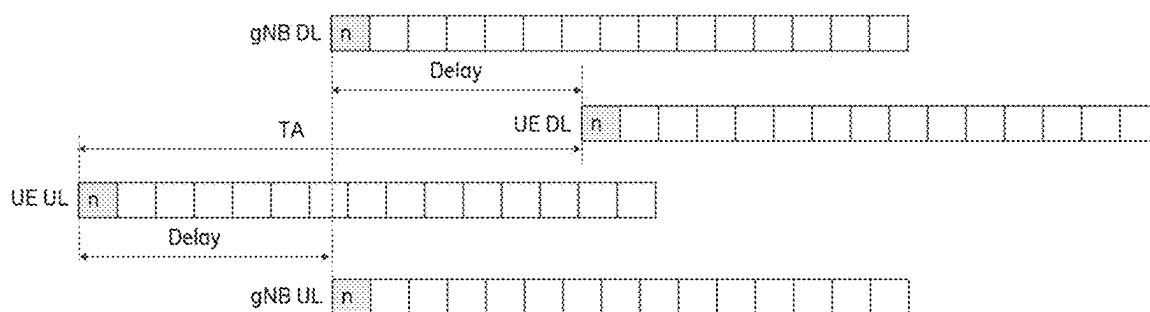 gNB DL n
Delay
TA
UE DL n
UE UL n
Delay
gNB UL n